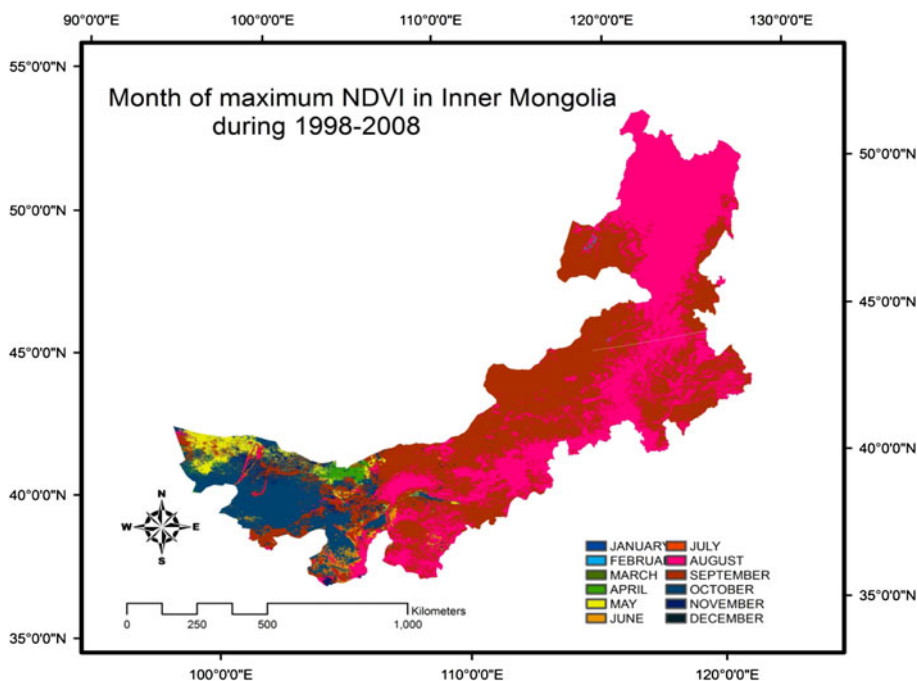 90°0'0"E 100°0'0"E 110°0'0"E 120°0'0"E 130°0'0"E
55°0'0"N
Month of maximum NDVI in Inner Mongolia
during 1998-2008
50°0'0"N
50°0'0"N
45°0'0"N
45°0'0"N
40°0'0"N
40°0'0"N
N
W E
S
35°0'0"N
35°0'0"N
JANUARY JULY
FEBRUAR AUGUST
MARCH SEPTEMBER
APRIL OCTOBER
MAY NOVEMBER
JUNE DECEMBER
Kilometers
0 250 500 1,000
100°0'0"E 110°0'0"E 120°0'0"E